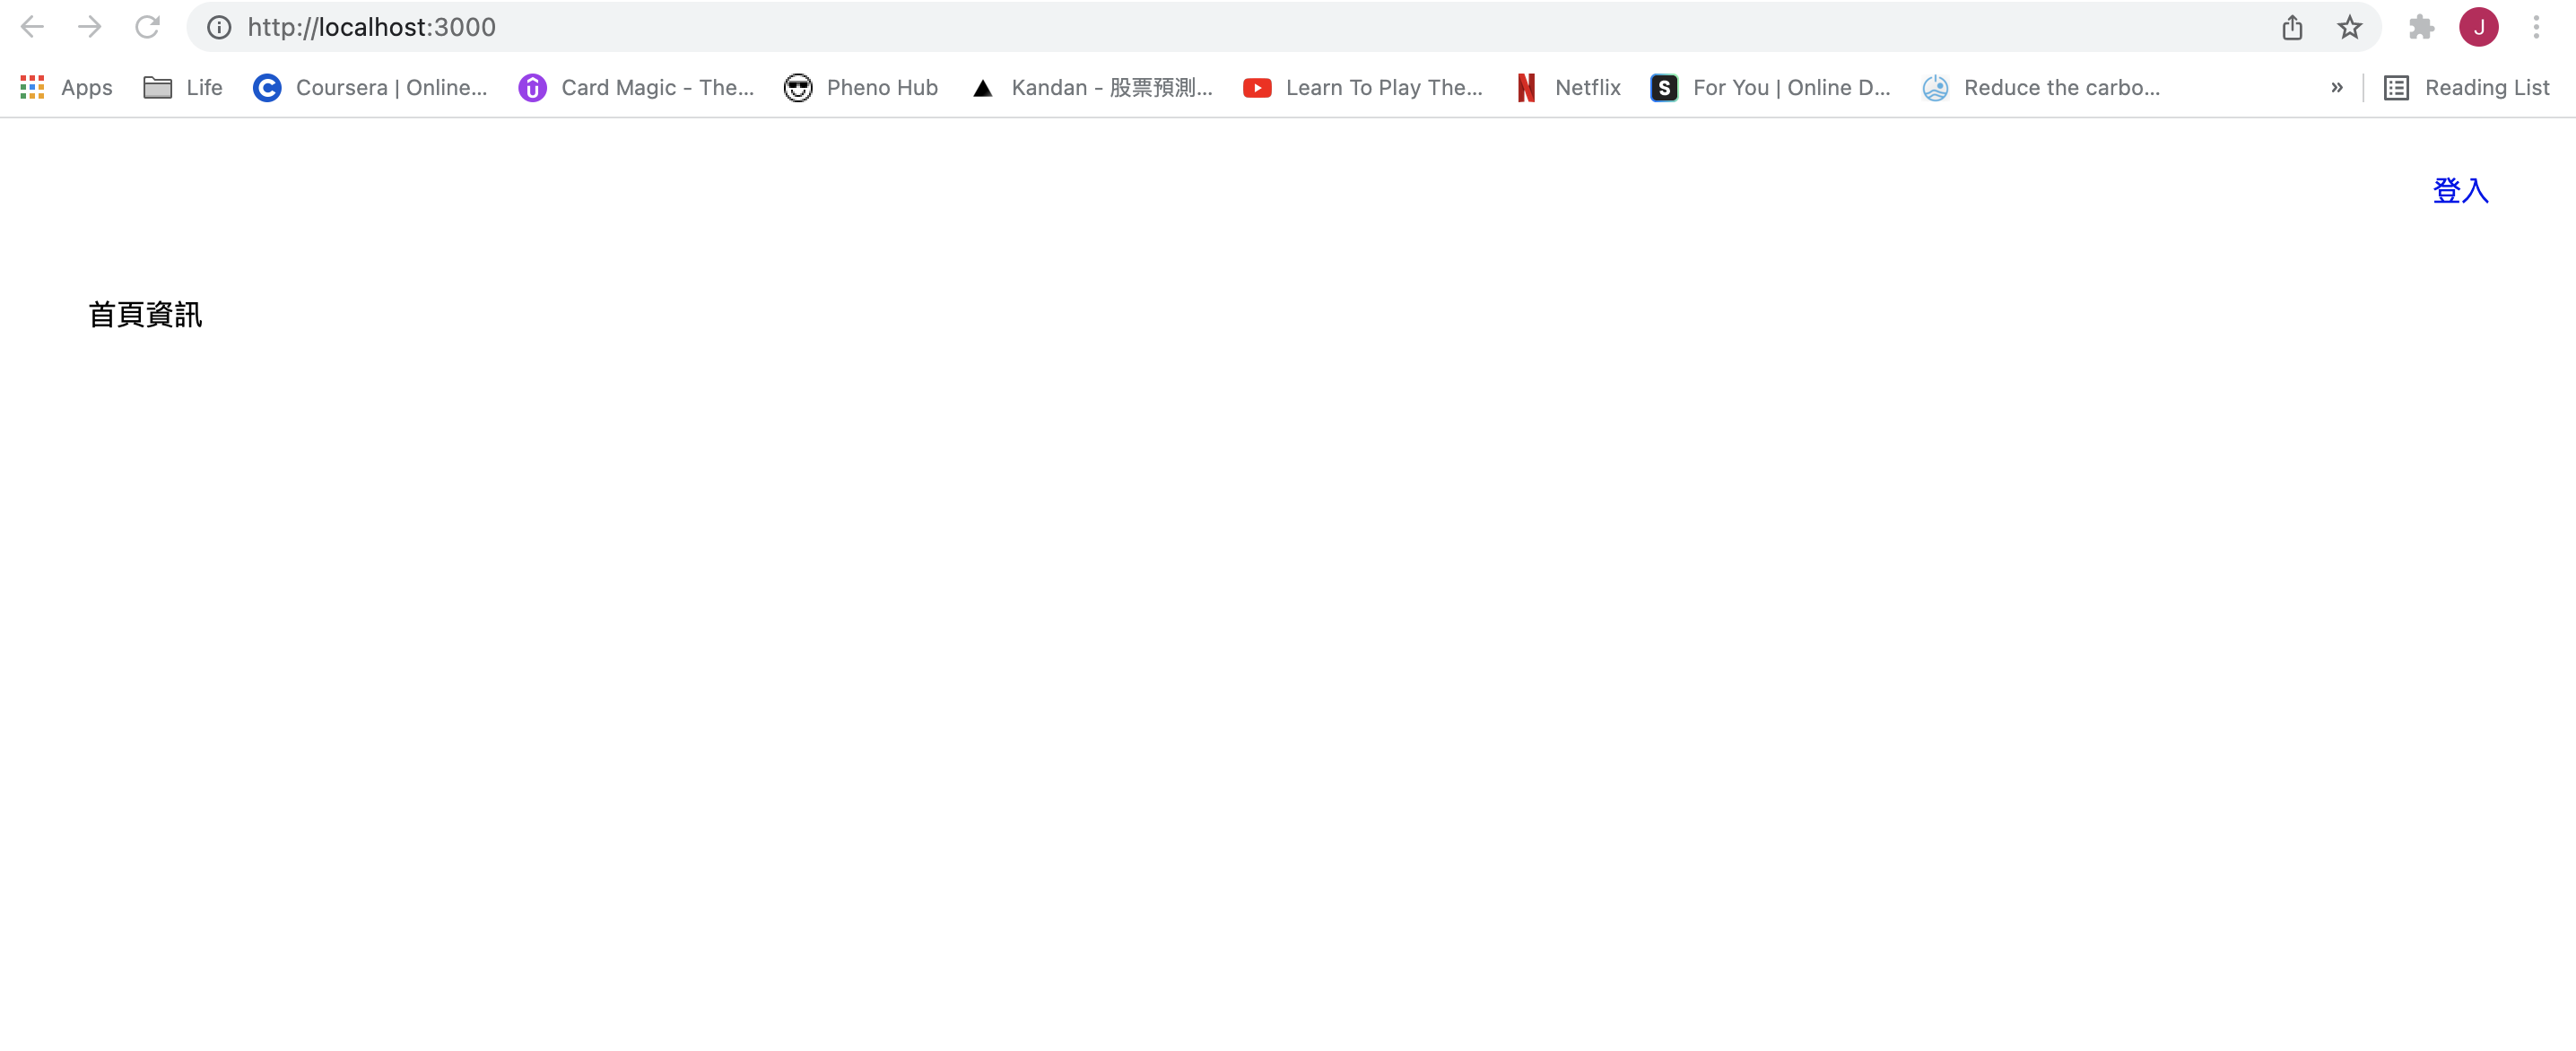 http://localhost:3000
J
Apps Life Coursera | Online... Card Magic - The... Pheno Hub Kandan - 股票預測... Learn To Play The... Netflix For You | Online D... Reduce the carbo... » Reading List
登入
首頁資訊